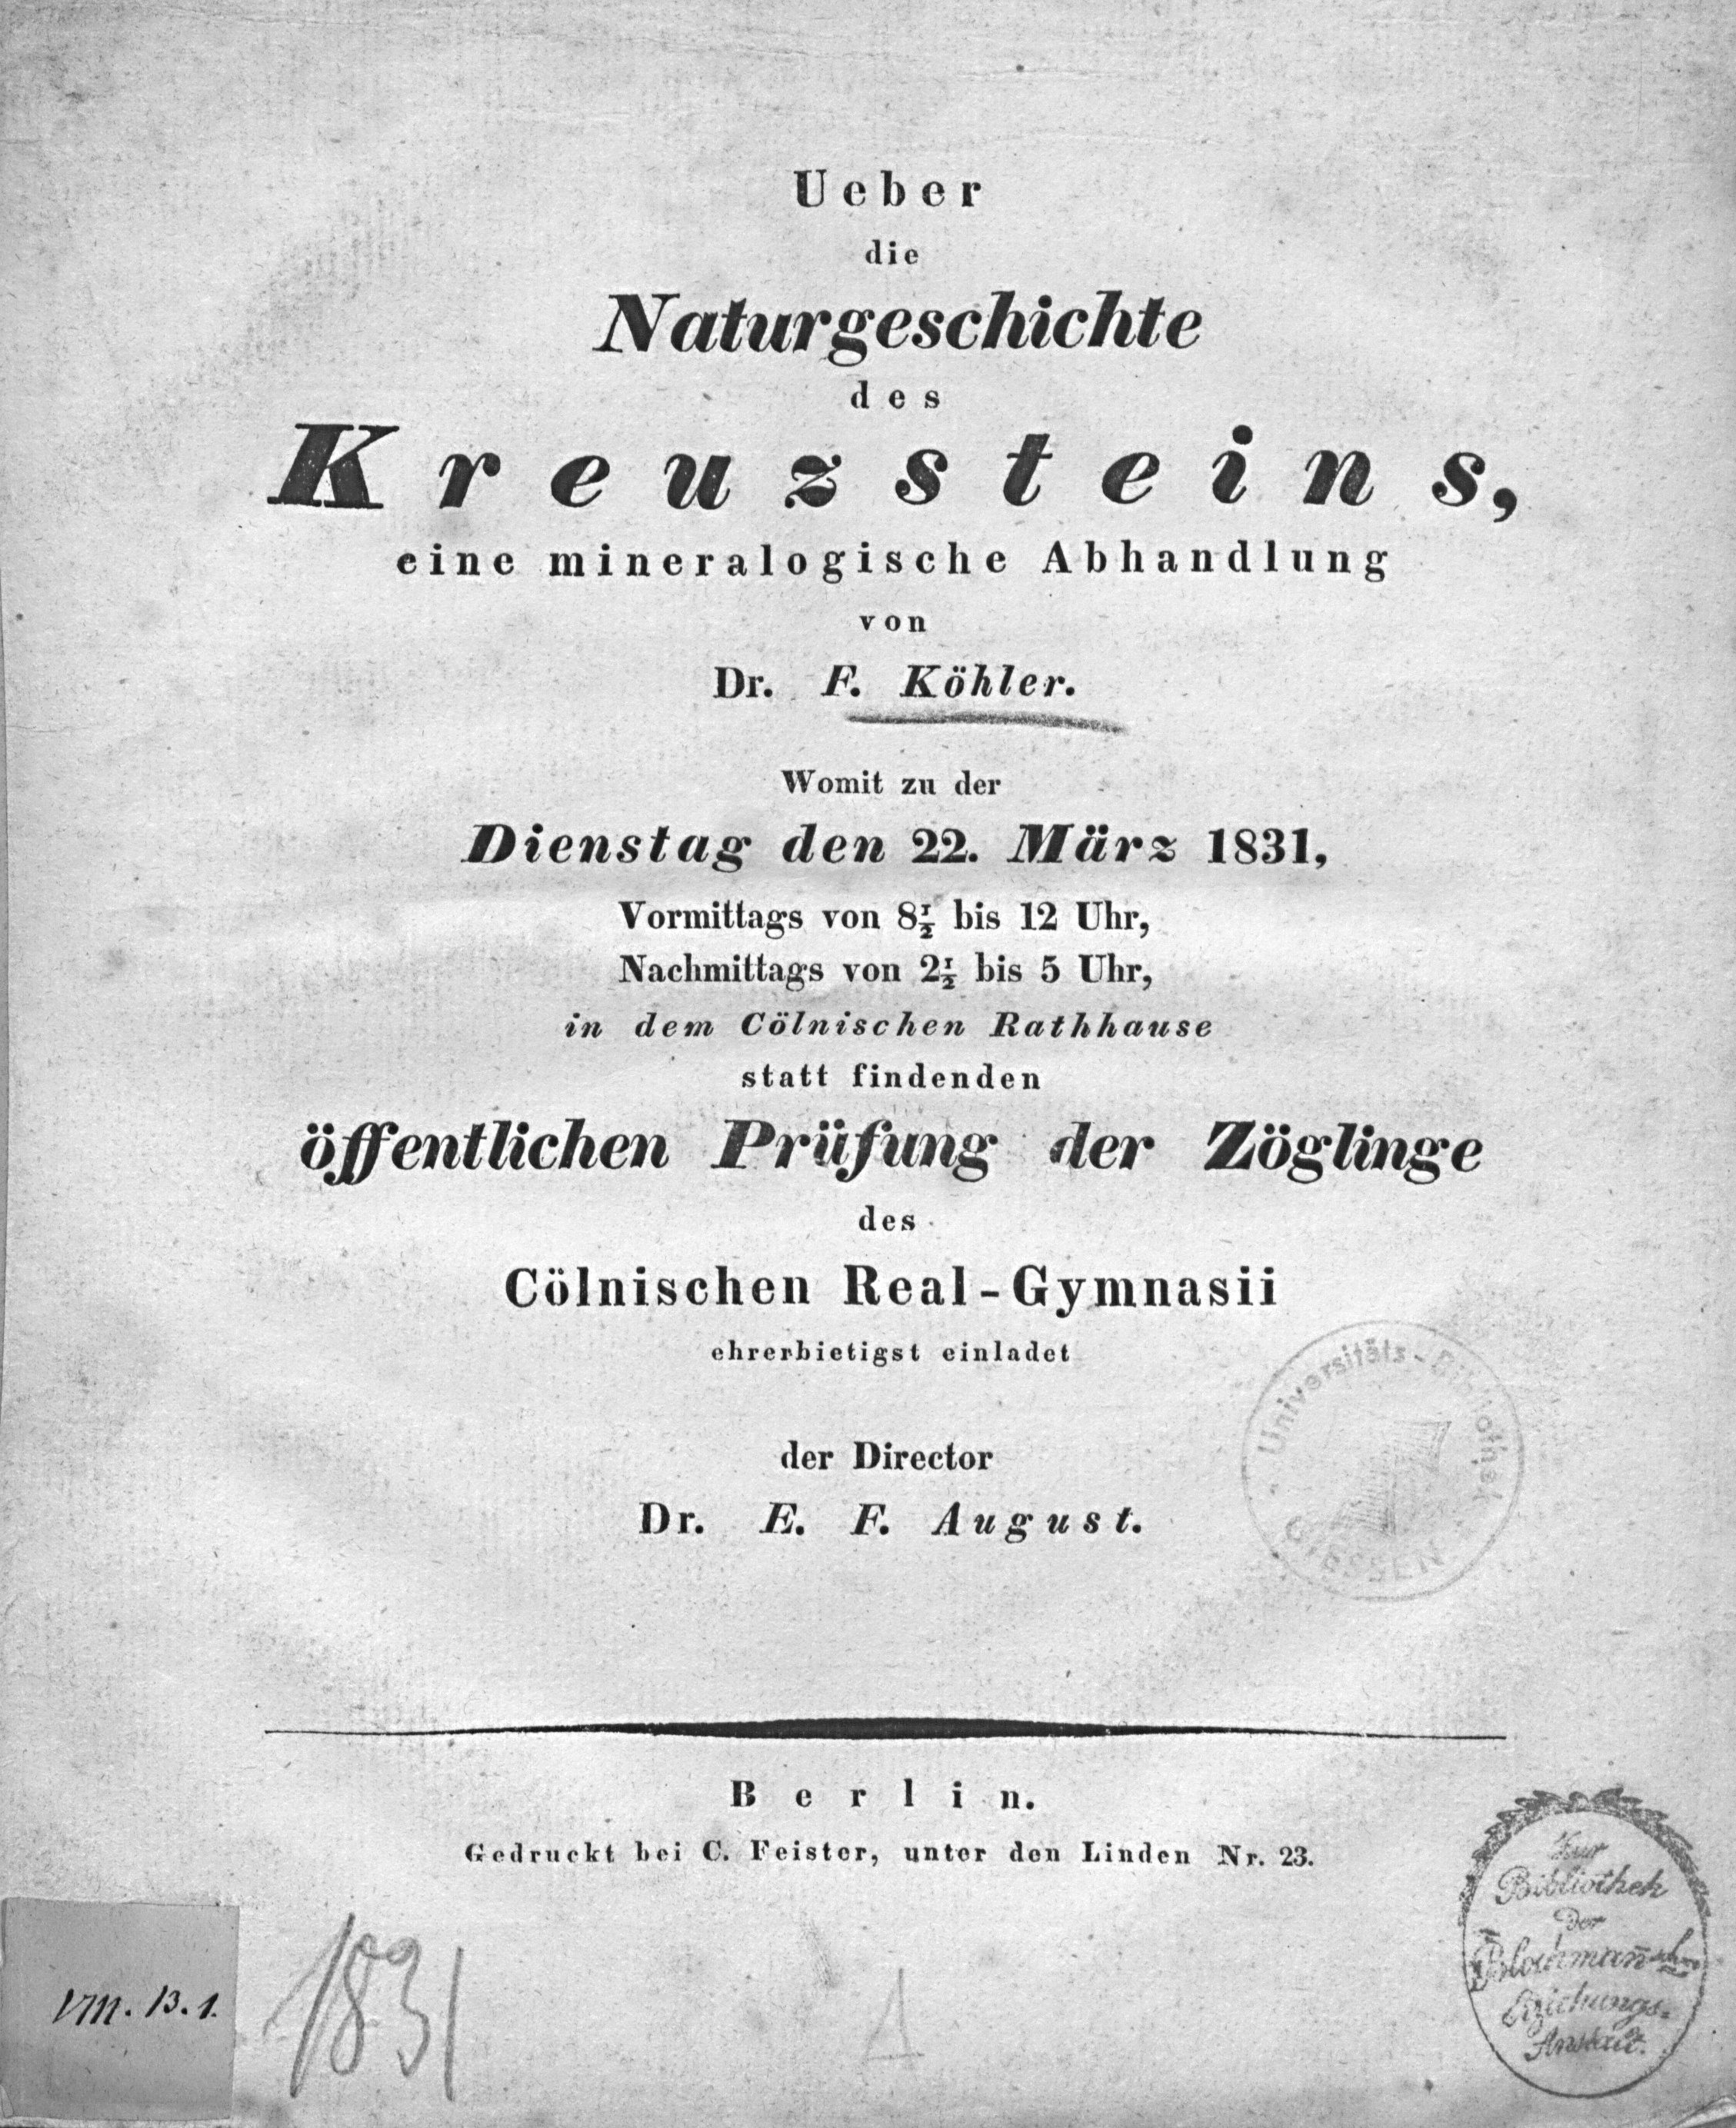 Ueber
die
Naturgeschichte
des
Kreuzsteins,
eine mineralogische Abhandlung
von
Dr. F. Köhler.
Womit zu der
Dienstag den 22. März 1831,
Vormittags von 8½ bis 12 Uhr,
Nachmittags von 2½ bis 5 Uhr,
in dem Cölnischen Rathhause
statt findenden
öffentlichen Prüfung der Zöglinge
des
Cölnischen Real-Gymnasii
ehrerbietigst einladet
der Director
Dr. E. F. August.
Universitäts-Bibliothek
GIESSEN
Berlin.
Gedruckt bei C. Feister, unter den Linden Nr. 23.
Zur
Bibliothek
der
Blochmañschen
Erziehungs-
Anstalt.
VIII. B. 1.
1831
1